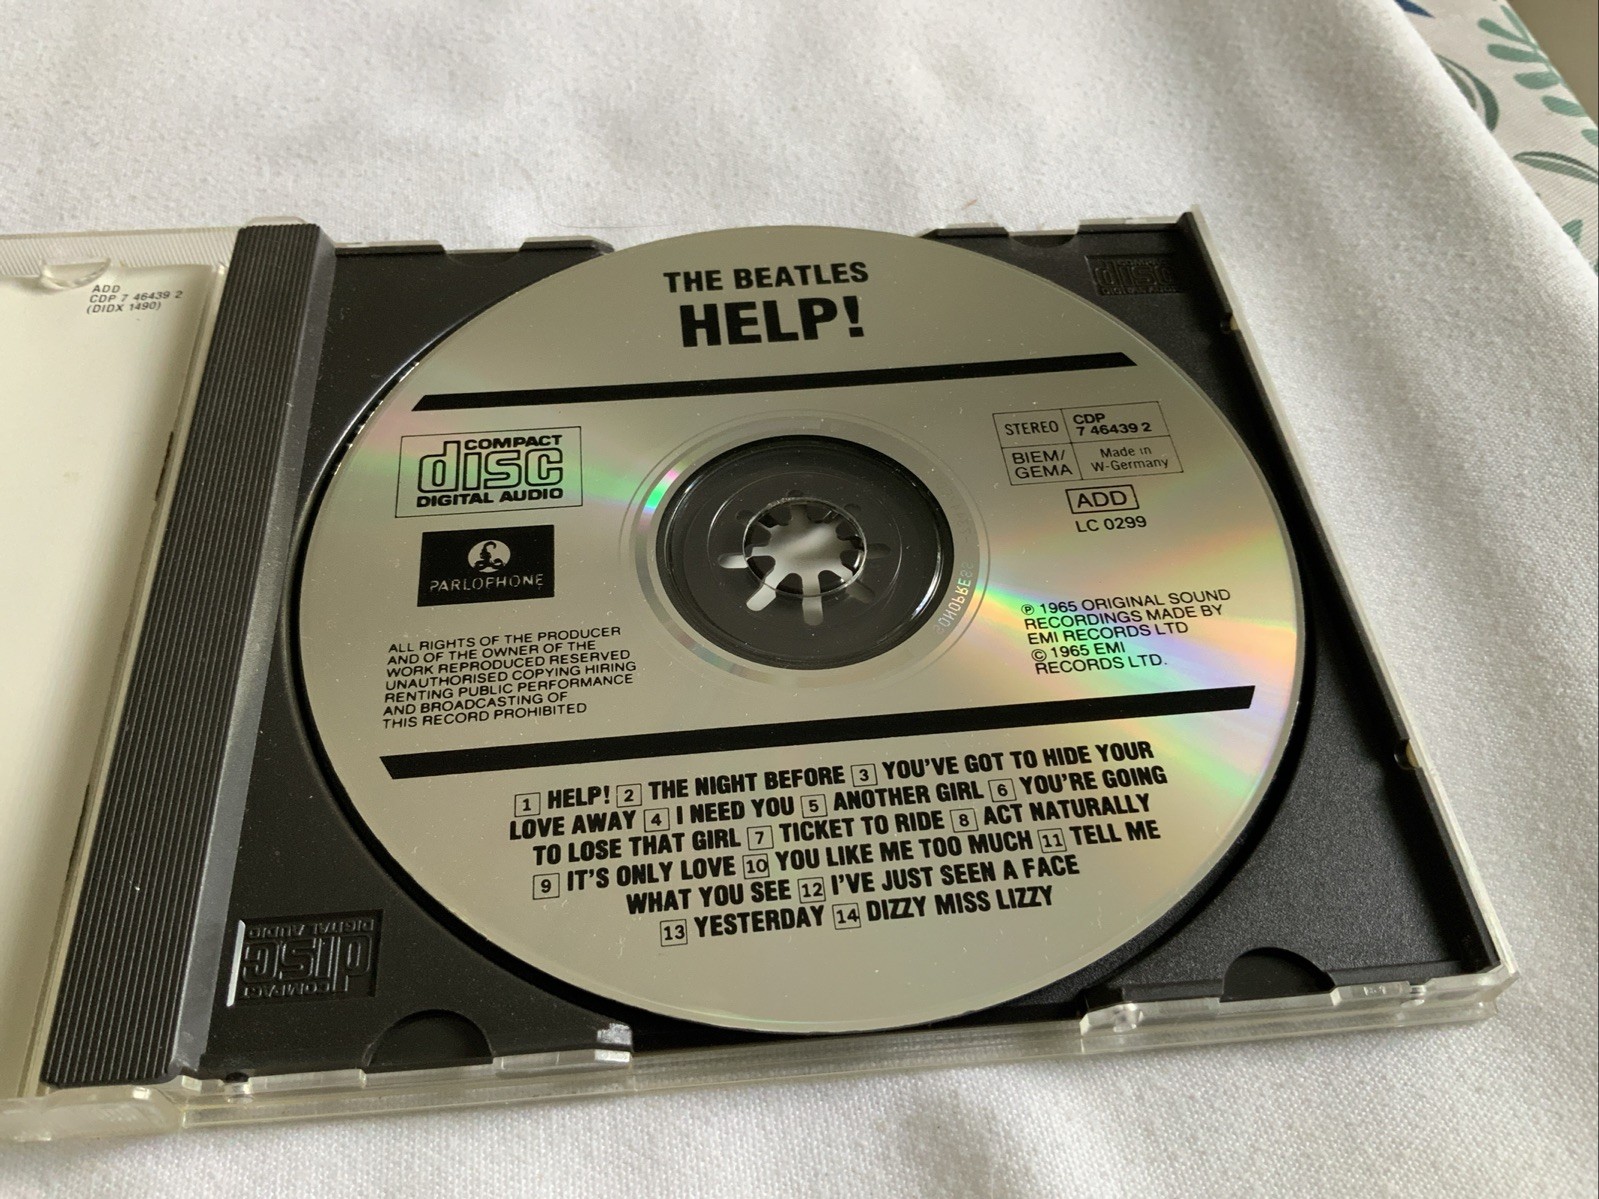 ADD
CDP 7 46439 2
(DIDX 1490)
THE BEATLES
HELP!
COMPACT
disc
DIGITAL AUDIO
PARLOPHONE
STEREO CDP 7 46439 2
BIEM/GEMA Made in W-Germany
ADD
LC 0299
ALL RIGHTS OF THE PRODUCER
AND OF THE OWNER OF THE
WORK REPRODUCED RESERVED
UNAUTHORISED COPYING HIRING
RENTING PUBLIC PERFORMANCE
AND BROADCASTING OF
THIS RECORD PROHIBITED
SONOPRESS
℗ 1965 ORIGINAL SOUND
RECORDINGS MADE BY
EMI RECORDS LTD
© 1965 EMI
RECORDS LTD.
1 HELP! 2 THE NIGHT BEFORE 3 YOU'VE GOT TO HIDE YOUR
LOVE AWAY 4 I NEED YOU 5 ANOTHER GIRL 6 YOU'RE GOING
TO LOSE THAT GIRL 7 TICKET TO RIDE 8 ACT NATURALLY
9 IT'S ONLY LOVE 10 YOU LIKE ME TOO MUCH 11 TELL ME
WHAT YOU SEE 12 I'VE JUST SEEN A FACE
13 YESTERDAY 14 DIZZY MISS LIZZY
disc
COMPACT
disc
DIGITAL AUDIO